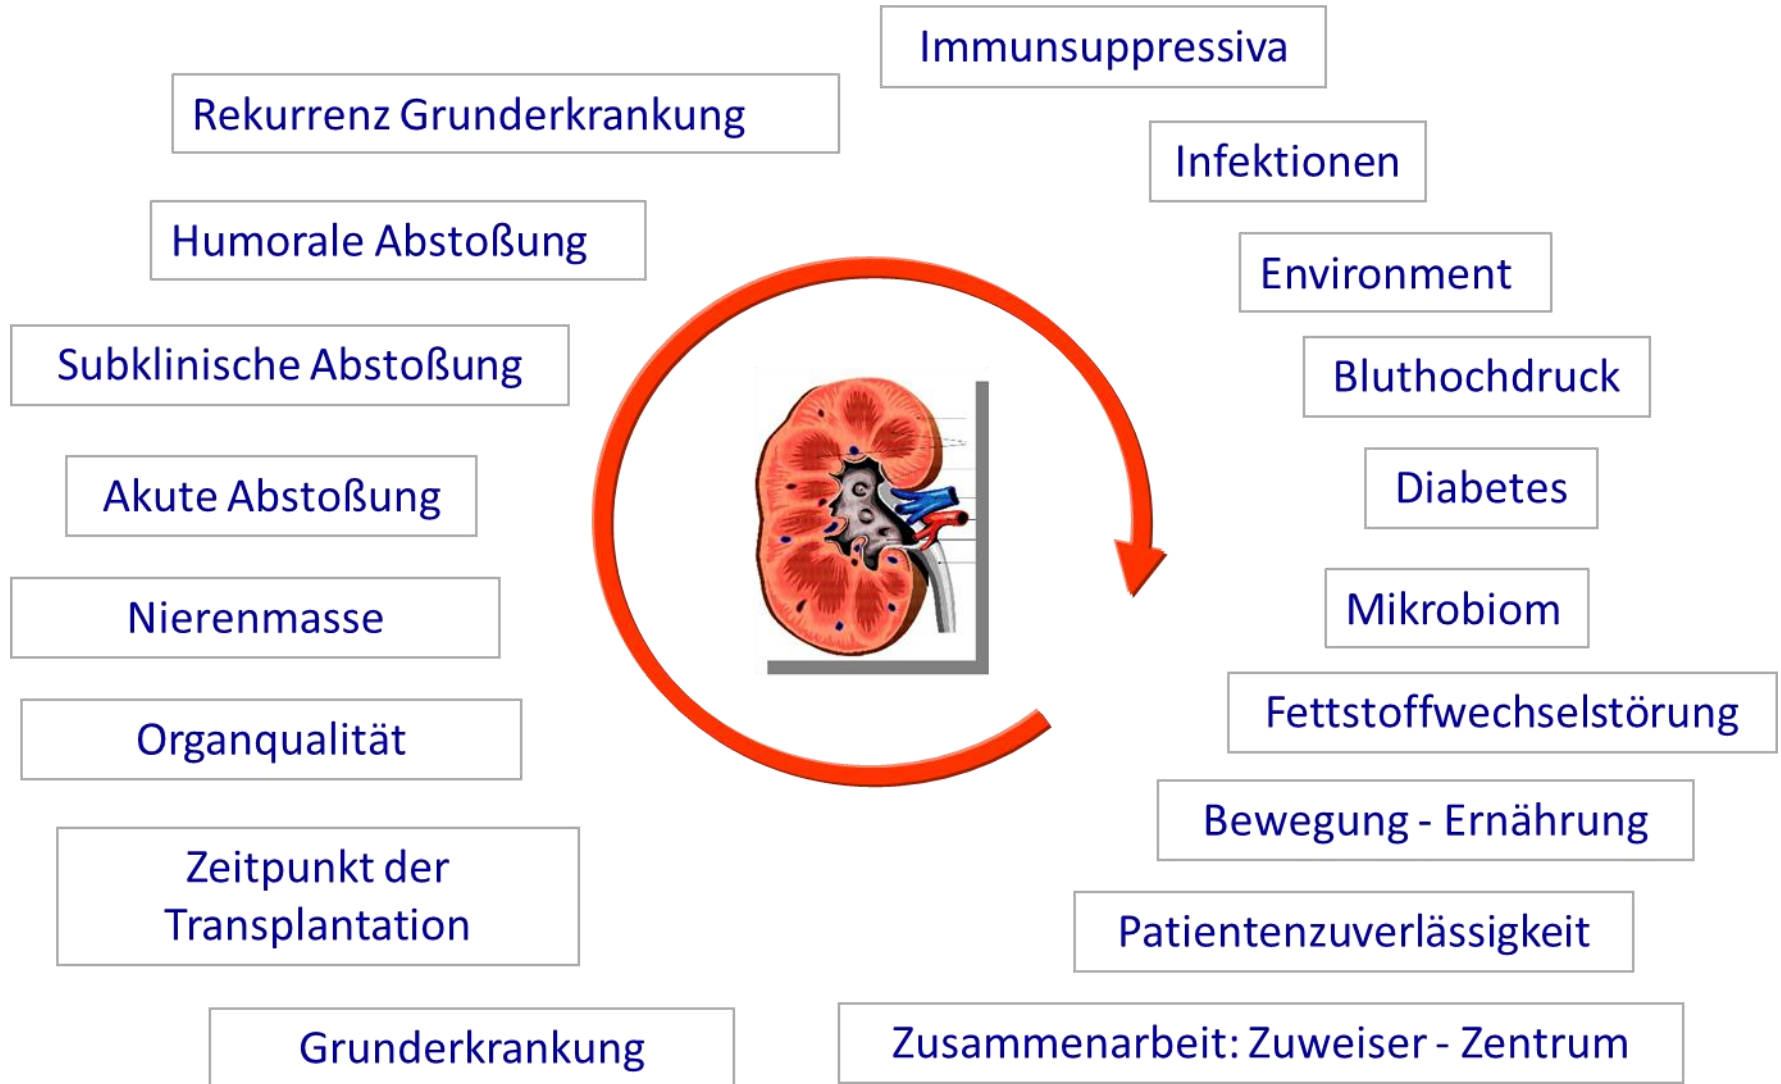 Immunsuppressiva
Rekurrenz Grunderkrankung
Infektionen
Humorale Abstoßung
Environment
Subklinische Abstoßung
Bluthochdruck
Akute Abstoßung
Diabetes
Nierenmasse
Mikrobiom
Organqualität
Fettstoffwechselstörung
Bewegung - Ernährung
Zeitpunkt der
Transplantation
Patientenzuverlässigkeit
Grunderkrankung
Zusammenarbeit: Zuweiser - Zentrum